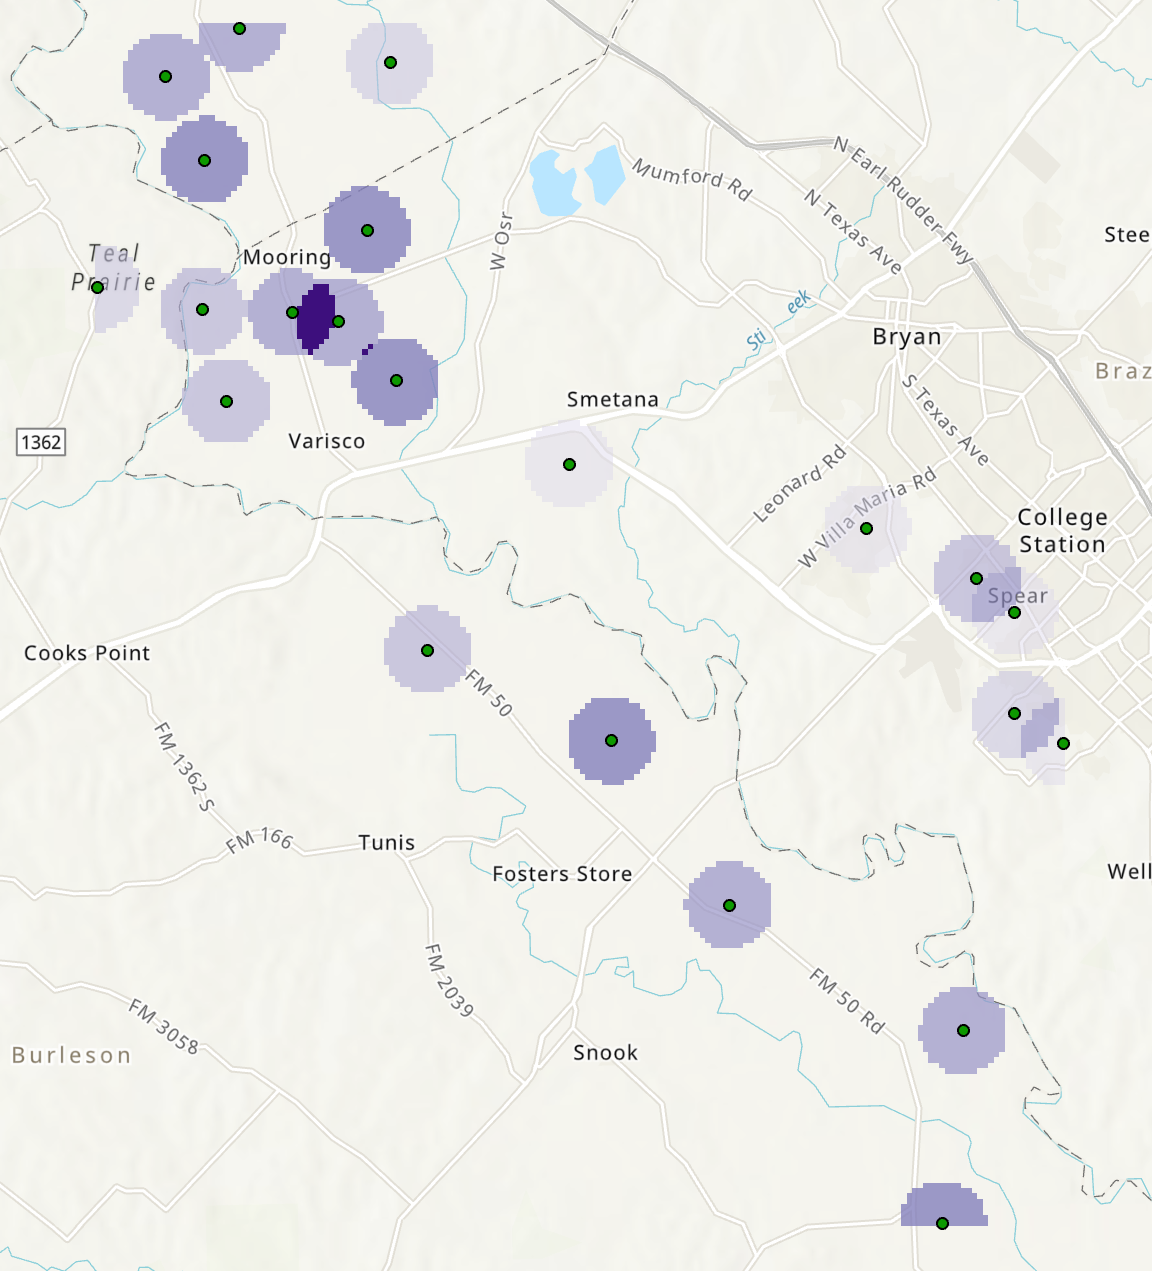 N Earl Rudder Fwy
Mumford Rd
N Texas Ave
W Osr
Stee
Teal
Prairie
Mooring
Sti
eek
Bryan
Braz
Smetana
S Texas Ave
1362
Varisco
Leonard Rd
W Villa Maria Rd
College
Station
Spear
Cooks Point
FM 50
FM 1362 S
FM 166
Tunis
Fosters Store
Well
FM 2039
FM 50 Rd
FM 3058
Burleson
Snook